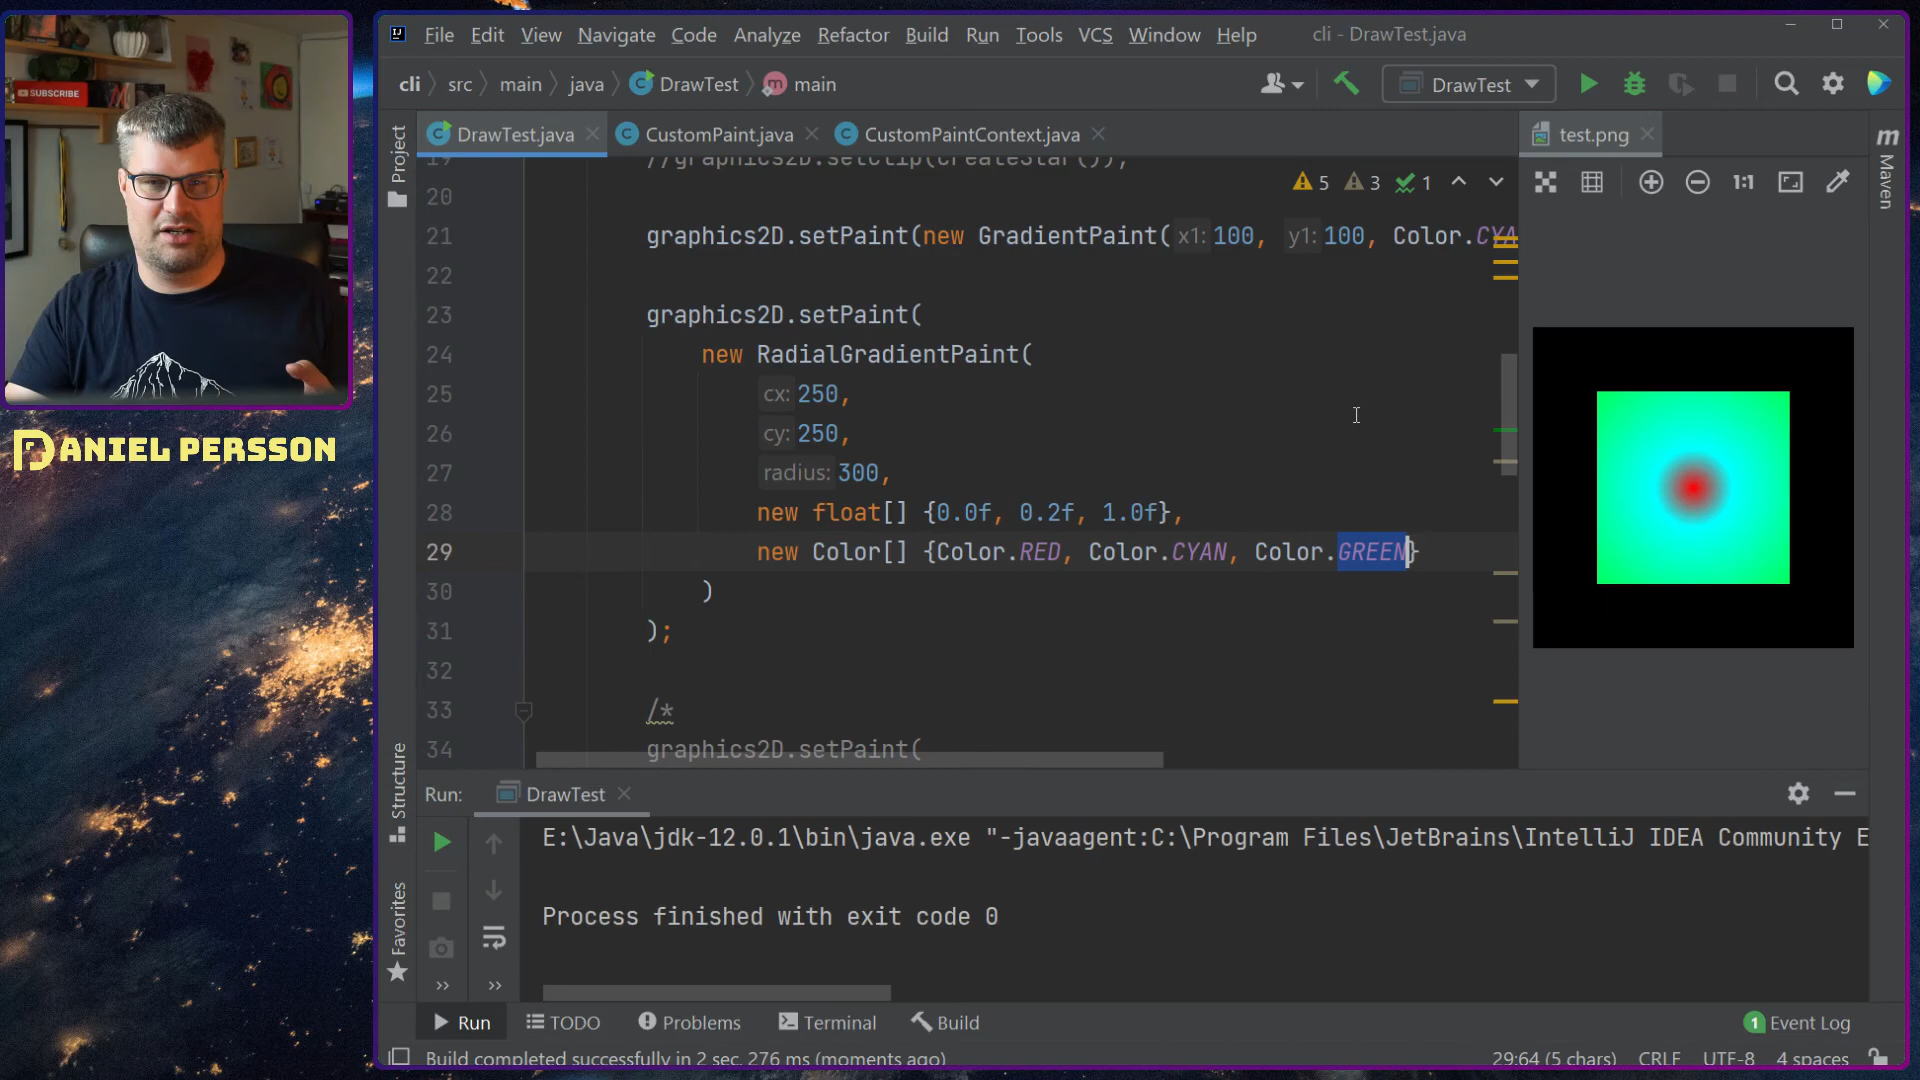 SUBSCRIBE
DANIEL PERSSON
File Edit View Navigate Code Analyze Refactor Build Run Tools VCS Window Help cli - DrawTest.java
cli src main java DrawTest main
DrawTest
DrawTest.java CustomPaint.java CustomPaintContext.java
test.png
Project
Maven
5 3 1
1:1
19 //graphics2D.setClip(createStar());
20
21 graphics2D.setPaint(new GradientPaint( x1: 100, y1: 100, Color.CYA
22
23 graphics2D.setPaint(
24 new RadialGradientPaint(
25 cx: 250,
26 cy: 250,
27 radius: 300,
28 new float[] {0.0f, 0.2f, 1.0f},
29 new Color[] {Color.RED, Color.CYAN, Color.GREEN}
30 )
31 );
32
33 /*
34 graphics2D.setPaint(
Structure
Favorites
Run: DrawTest
E:\Java\jdk-12.0.1\bin\java.exe "-javaagent:C:\Program Files\JetBrains\IntelliJ IDEA Community E
Process finished with exit code 0
Run TODO Problems Terminal Build 1 Event Log
Build completed successfully in 2 sec, 276 ms (moments ago) 29:64 (5 chars) CRLF UTF-8 4 spaces